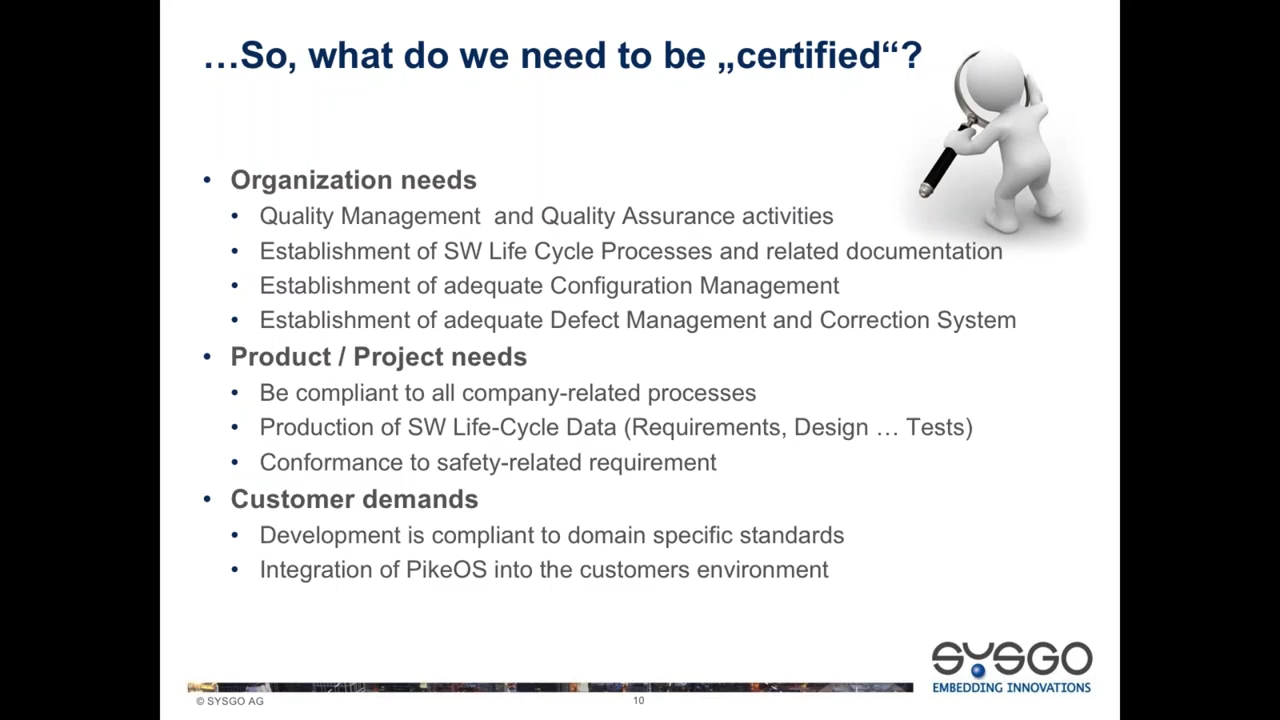 …So, what do we need to be „certified“?
• Organization needs
• Quality Management  and Quality Assurance activities
• Establishment of SW Life Cycle Processes and related documentation
• Establishment of adequate Configuration Management
• Establishment of adequate Defect Management and Correction System
• Product / Project needs
• Be compliant to all company-related processes
• Production of SW Life-Cycle Data (Requirements, Design … Tests)
• Conformance to safety-related requirement
• Customer demands
• Development is compliant to domain specific standards
• Integration of PikeOS into the customers environment
SYSGO
EMBEDDING INNOVATIONS
© SYSGO AG
10